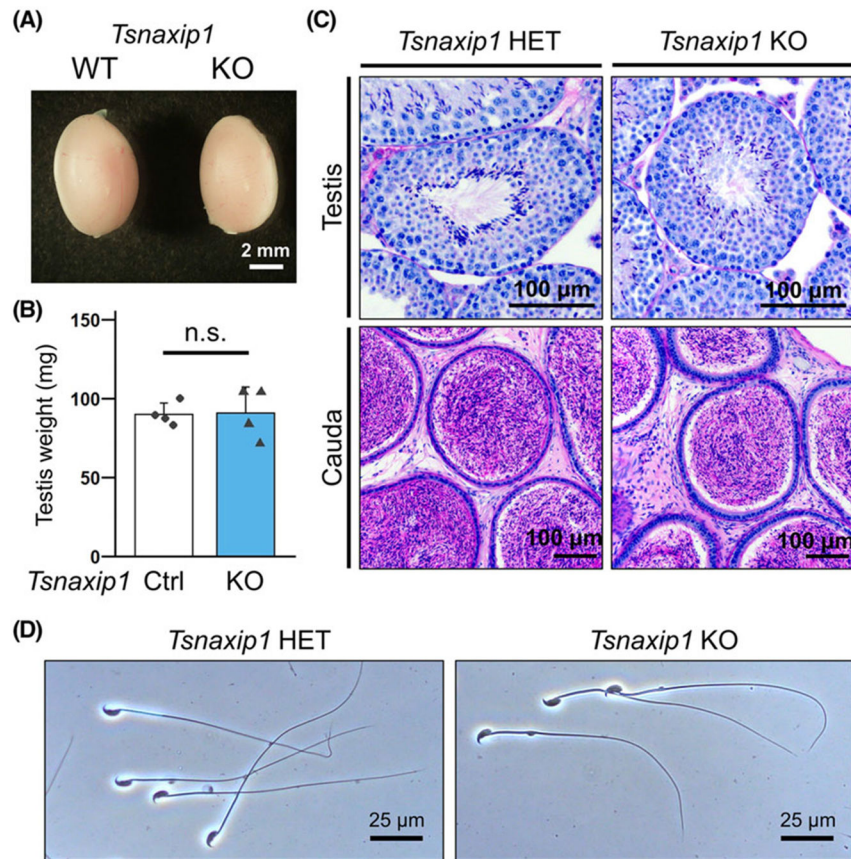 (A)
Tsnaxip1
WT KO
2 mm
(B)
150
100
50
0
Testis weight (mg)
n.s.
Tsnaxip1 Ctrl KO
(C)
Tsnaxip1 HET Tsnaxip1 KO
Testis
100 µm 100 µm
Cauda
100 µm 100 µm
(D)
Tsnaxip1 HET Tsnaxip1 KO
25 µm 25 µm